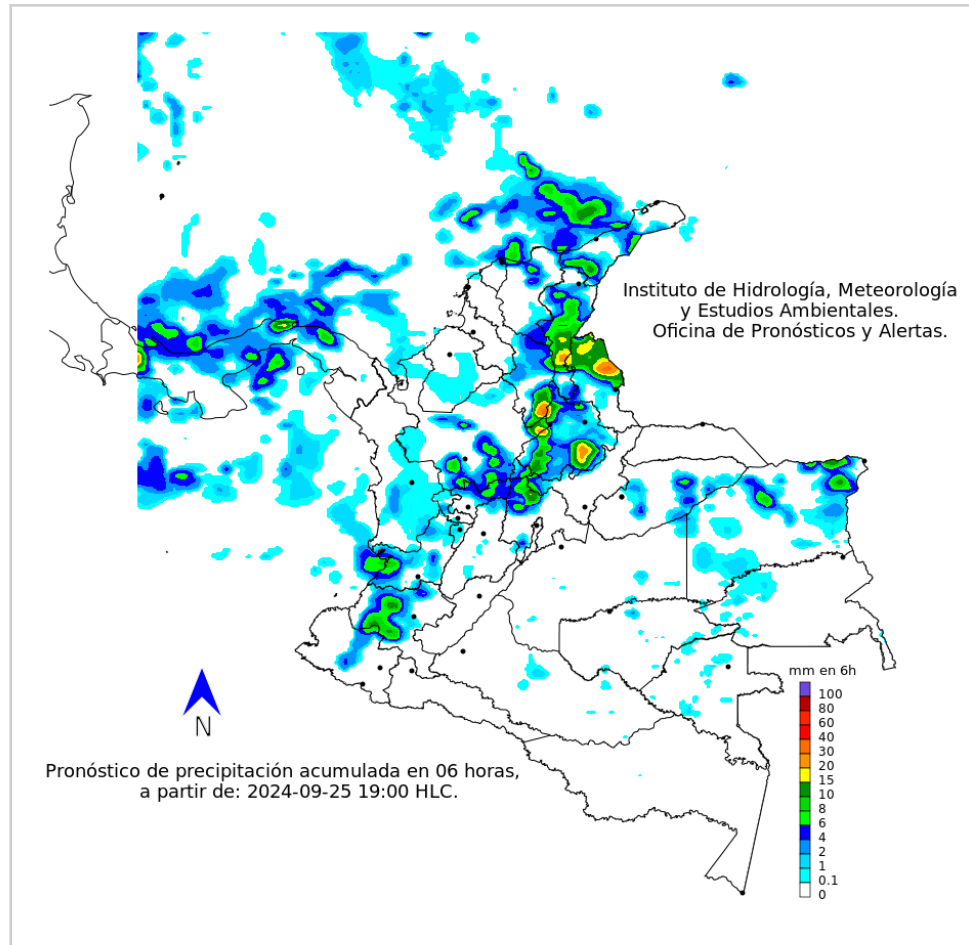 Instituto de Hidrología, Meteorología
y Estudios Ambientales.
Oficina de Pronósticos y Alertas.
mm en 6h
100
80
60
40
30
20
15
10
8
6
4
2
1
0.1
0
N
Pronóstico de precipitación acumulada en 06 horas,
a partir de: 2024-09-25 19:00 HLC.